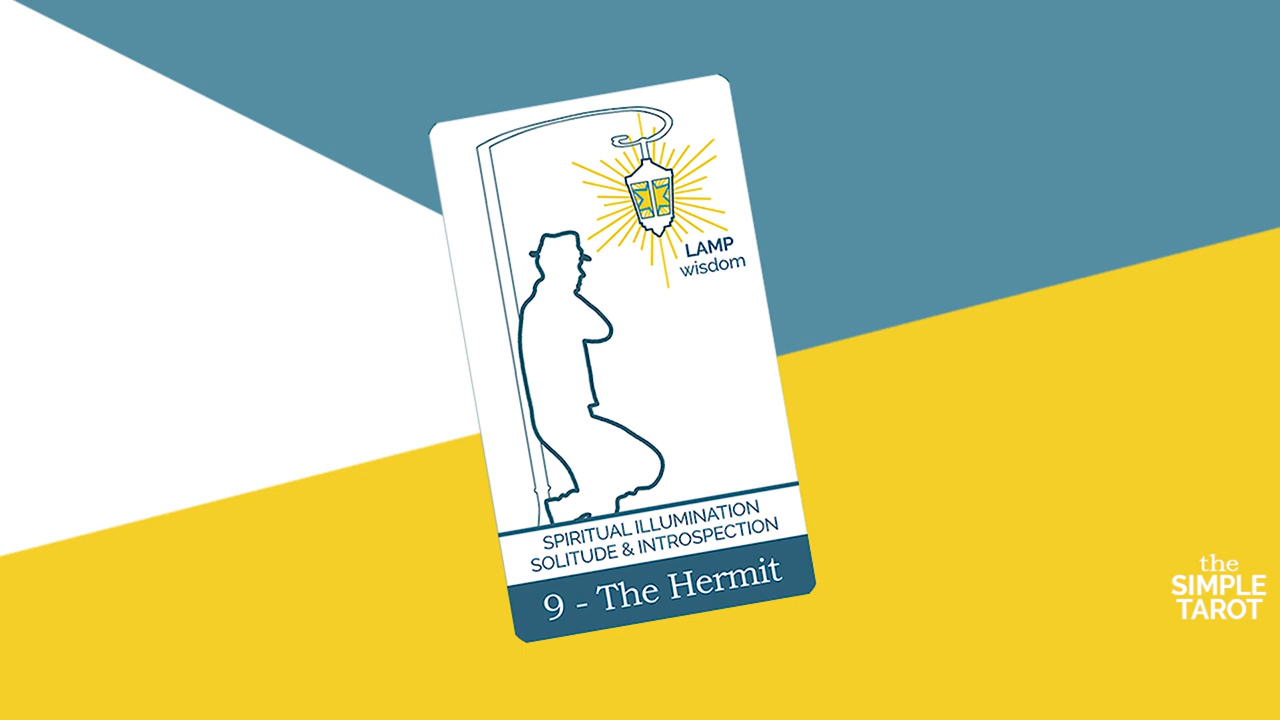 LAMP
wisdom
SPIRITUAL ILLUMINATION
SOLITUDE & INTROSPECTION
9 - The Hermit
the
SIMPLE
TAROT